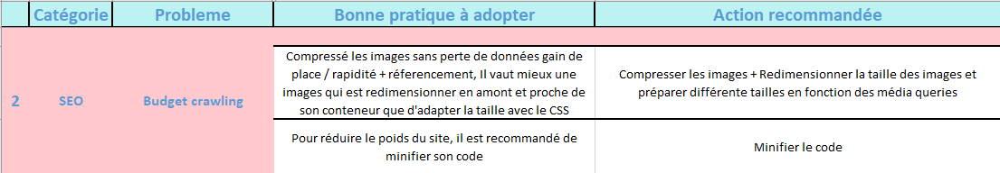 Catégorie Probleme Bonne pratique à adopter Action recommandée
2 SEO Budget crawling
Compressé les images sans perte de données gain de
place / rapidité + réferencement, Il vaut mieux une
images qui est redimensionner en amont et proche de
son conteneur que d'adapter la taille avec le CSS
Compresser les images + Redimensionner la taille des images et
préparer différente tailles en fonction des média queries
Pour réduire le poids du site, il est recommandé de
minifier son code
Minifier le code